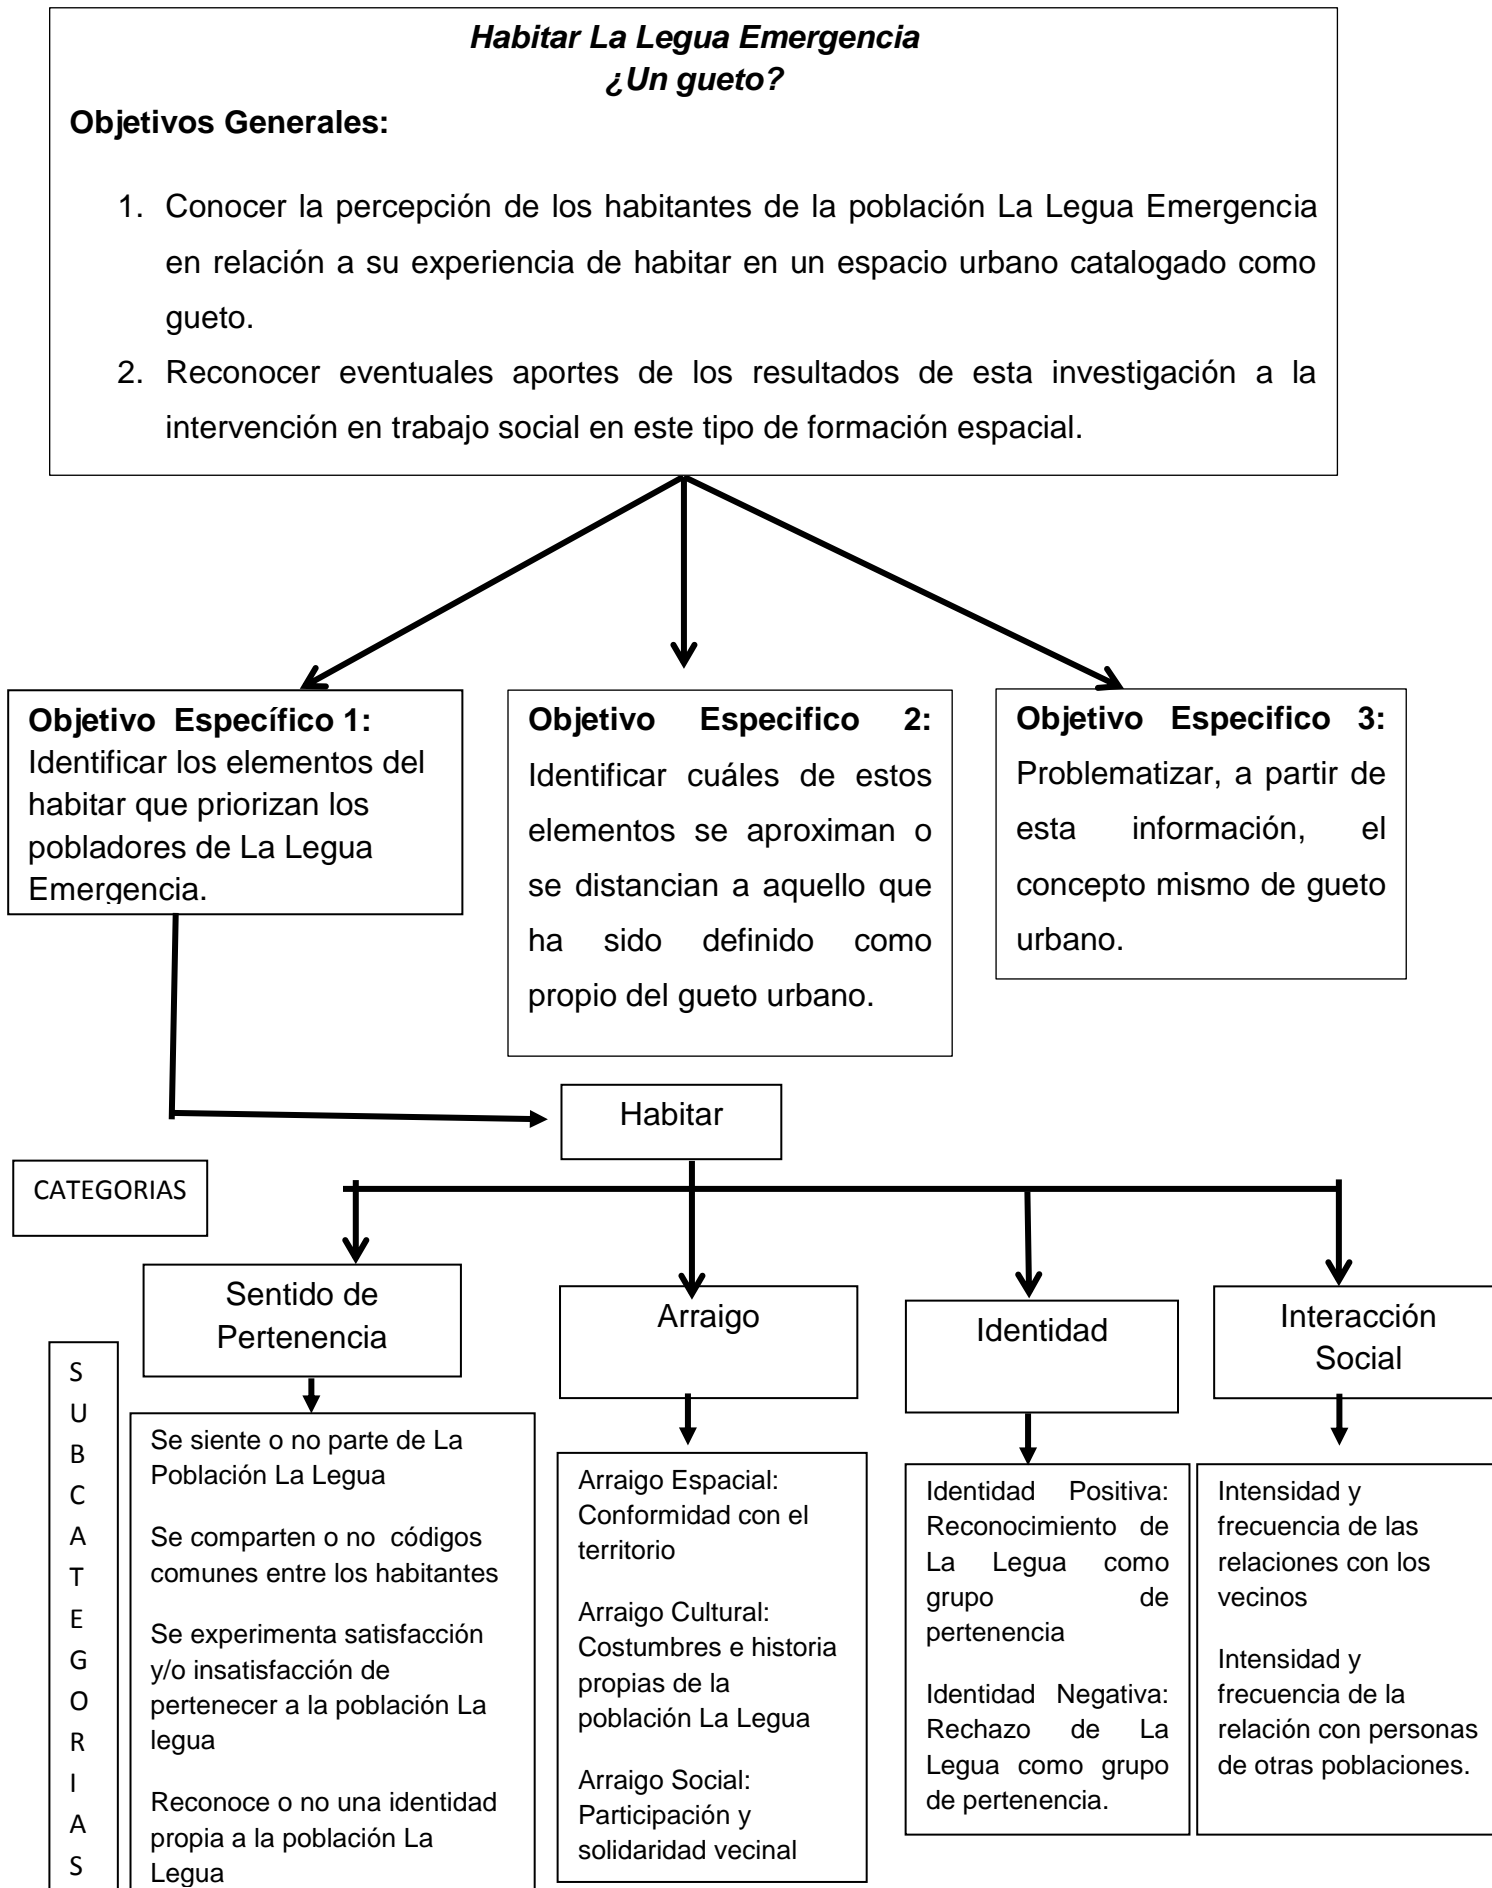 Habitar La Legua Emergencia
¿Un gueto?
Objetivos Generales:
1. Conocer la percepción de los habitantes de la población La Legua Emergencia
en relación a su experiencia de habitar en un espacio urbano catalogado como
gueto.
2. Reconocer eventuales aportes de los resultados de esta investigación a la
intervención en trabajo social en este tipo de formación espacial.
Objetivo Específico 1:
Identificar los elementos del
habitar que priorizan los
pobladores de La Legua
Emergencia.
Objetivo Especifico 2:
Identificar cuáles de estos
elementos se aproximan o
se distancian a aquello que
ha sido definido como
propio del gueto urbano.
Objetivo Especifico 3:
Problematizar, a partir de
esta información, el
concepto mismo de gueto
urbano.
Habitar
CATEGORIAS
Sentido de
Pertenencia
Arraigo
Identidad
Interacción
Social
S
U
B
C
A
T
E
G
O
R
I
A
S
Se siente o no parte de La
Población La Legua
Se comparten o no códigos
comunes entre los habitantes
Se experimenta satisfacción
y/o insatisfacción de
pertenecer a la población La
legua
Reconoce o no una identidad
propia a la población La
Legua
Arraigo Espacial:
Conformidad con el
territorio
Arraigo Cultural:
Costumbres e historia
propias de la
población La Legua
Arraigo Social:
Participación y
solidaridad vecinal
Identidad Positiva:
Reconocimiento de
La Legua como
grupo de
pertenencia
Identidad Negativa:
Rechazo de La
Legua como grupo
de pertenencia.
Intensidad y
frecuencia de las
relaciones con los
vecinos
Intensidad y
frecuencia de la
relación con personas
de otras poblaciones.